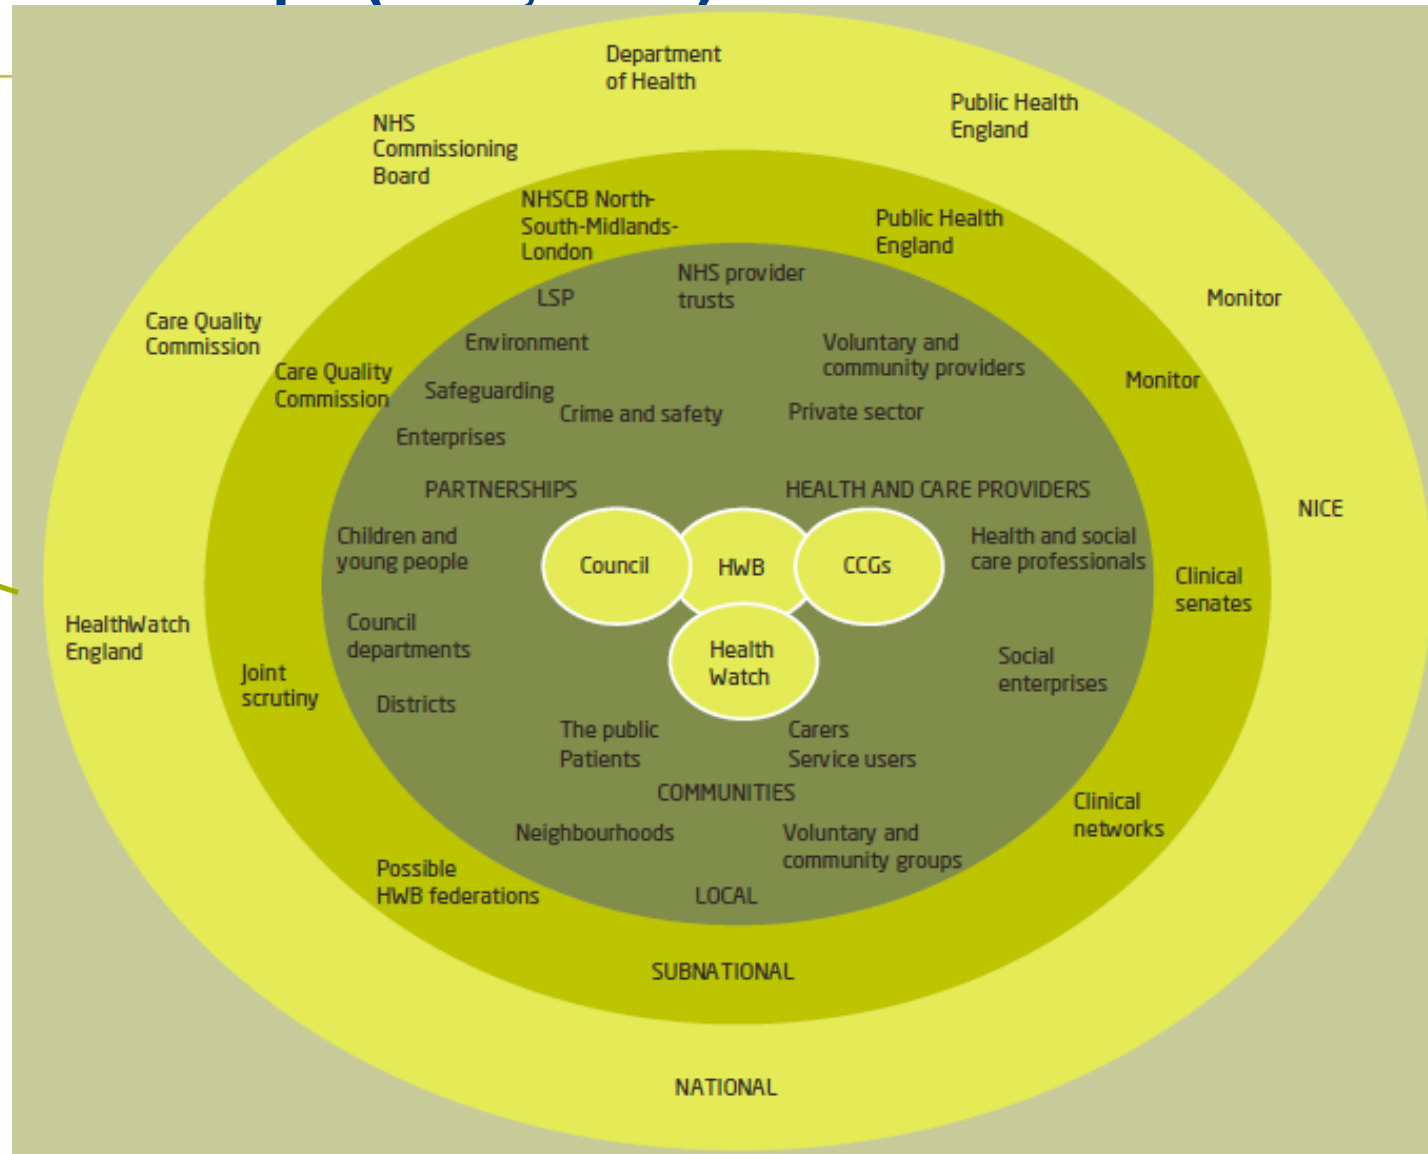 Department
of Health
Public Health
England
NHS
Commissioning
Board
NHSCB North-
South-Midlands-
London
Public Health
England
NHS provider
trusts
LSP
Monitor
Care Quality
Commission
Environment
Voluntary and
community providers
Care Quality
Commission
Monitor
Safeguarding
Crime and safety
Private sector
Enterprises
PARTNERSHIPS
HEALTH AND CARE PROVIDERS
NICE
Children and
young people
Council
HWB
CCGs
Health and social
care professionals
Clinical
senates
HealthWatch
England
Council
departments
Health
Watch
Social
enterprises
Joint
scrutiny
Districts
The public
Patients
Carers
Service users
COMMUNITIES
Clinical
networks
Neighbourhoods
Voluntary and
community groups
Possible
HWB federations
LOCAL
SUBNATIONAL
NATIONAL